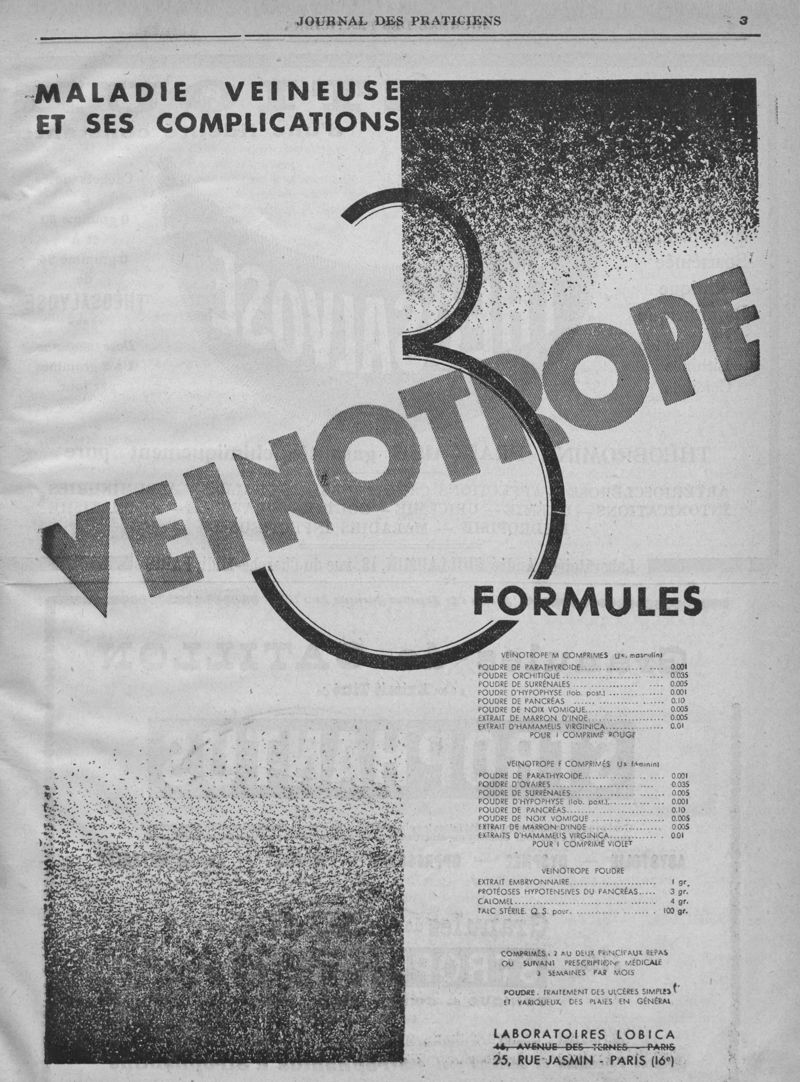 JOURNAL DES PRATICIENS 3
MALADIE VEINEUSE
ET SES COMPLICATIONS
3
VEINOTROPE
FORMULES
VEINOTROPE M COMPRIMÉS (Us. masculin)
POUDRE DE PARATHYROIDE 0.001
POUDRE ORCHITIQUE 0.035
POUDRE DE SURRÉNALES 0.005
POUDRE D'HYPOPHYSE (lob. post.) 0.001
POUDRE DE PANCRÉAS 0.10
POUDRE DE NOIX VOMIQUE 0.005
EXTRAIT DE MARRON D'INDE 0.005
EXTRAIT D'HAMAMELIS VIRGINICA 0.01
POUR 1 COMPRIMÉ ROUGE
VEINOTROPE F COMPRIMÉS (Us féminin)
POUDRE DE PARATHYROIDE 0.001
POUDRE D'OVAIRES 0.035
POUDRE DE SURRÉNALES 0.005
POUDRE D'HYPOPHYSE (lob. post.) 0.001
POUDRE DE PANCRÉAS 0.10
POUDRE DE NOIX VOMIQUE 0.005
EXTRAIT DE MARRON D'INDE 0.005
EXTRAITS D'HAMAMELIS VIRGINICA 0.01
POUR 1 COMPRIMÉ VIOLET
VEINOTROPE POUDRE
EXTRAIT EMBRYONNAIRE 1 gr.
PROTÉOSES HYPOTENSIVES DU PANCRÉAS 3 gr.
CALOMEL 4 gr.
TALC STÉRILE. Q. S. pour. 100 gr.
COMPRIMÉS. 2 AU DEUX PRINCIPAUX REPAS
OU SUIVANT PRESCRIPTION MÉDICALE
3 SEMAINES PAR MOIS
POUDRE. TRAITEMENT DES ULCÈRES SIMPLES
ET VARIQUEUX, DES PLAIES EN GÉNÉRAL
LABORATOIRES LOBICA
46, AVENUE DES TERNES - PARIS
25, RUE JASMIN - PARIS (16e)